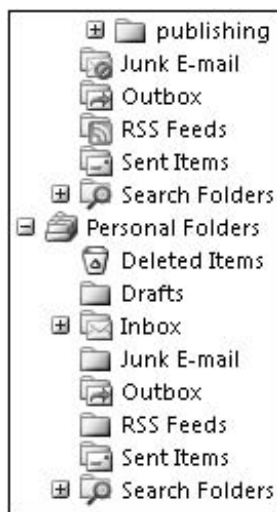 publishing
Junk E-mail
Outbox
RSS Feeds
Sent Items
Search Folders
Personal Folders
Deleted Items
Drafts
Inbox
Junk E-mail
Outbox
RSS Feeds
Sent Items
Search Folders